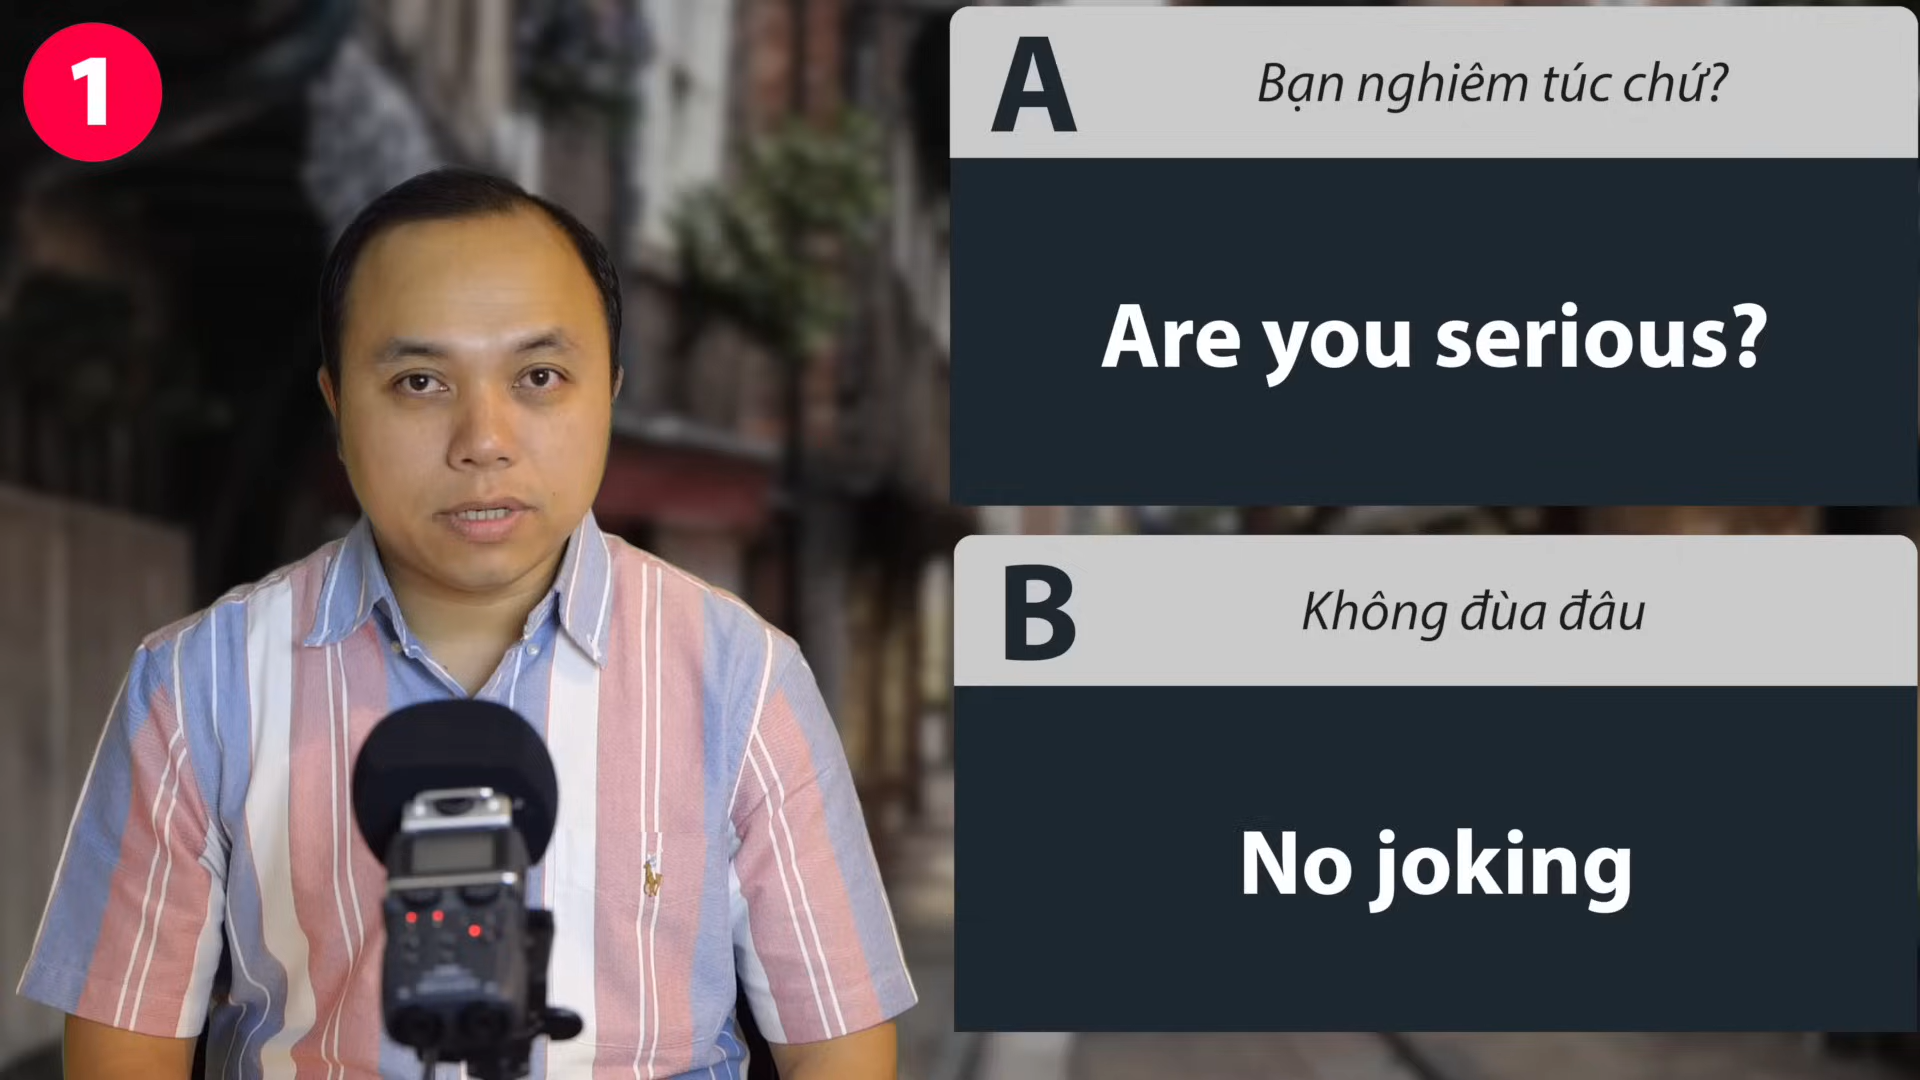 1
A
Bạn nghiêm túc chứ?
Are you serious?
B
Không đùa đâu
No joking